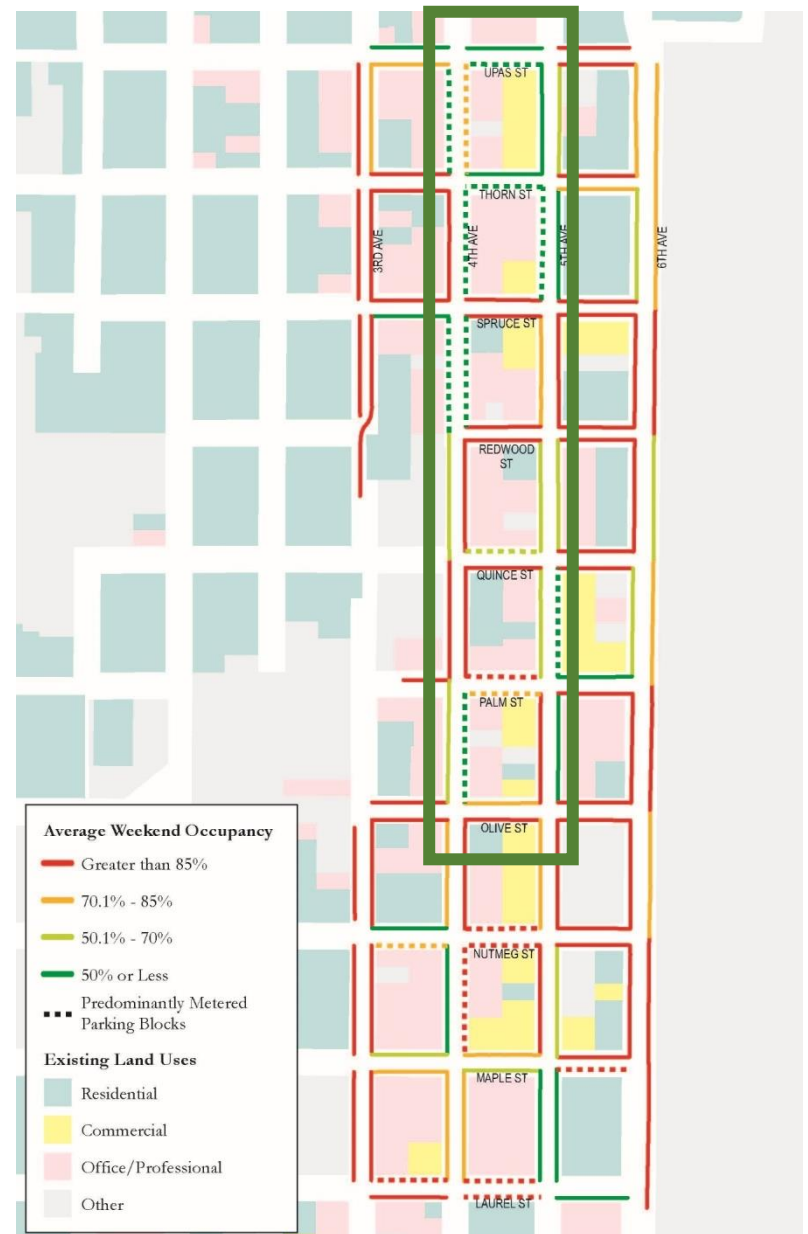 UPAS ST
THORN ST
3RD AVE
4TH AVE
5TH AVE
6TH AVE
SPRUCE ST
REDWOOD
ST
QUINCE ST
PALM ST
OLIVE ST
NUTMEG ST
MAPLE ST
LAUREL ST
Average Weekend Occupancy
Greater than 85%
70.1% - 85%
50.1% - 70%
50% or Less
Predominantly Metered
Parking Blocks
Existing Land Uses
Residential
Commercial
Office/Professional
Other